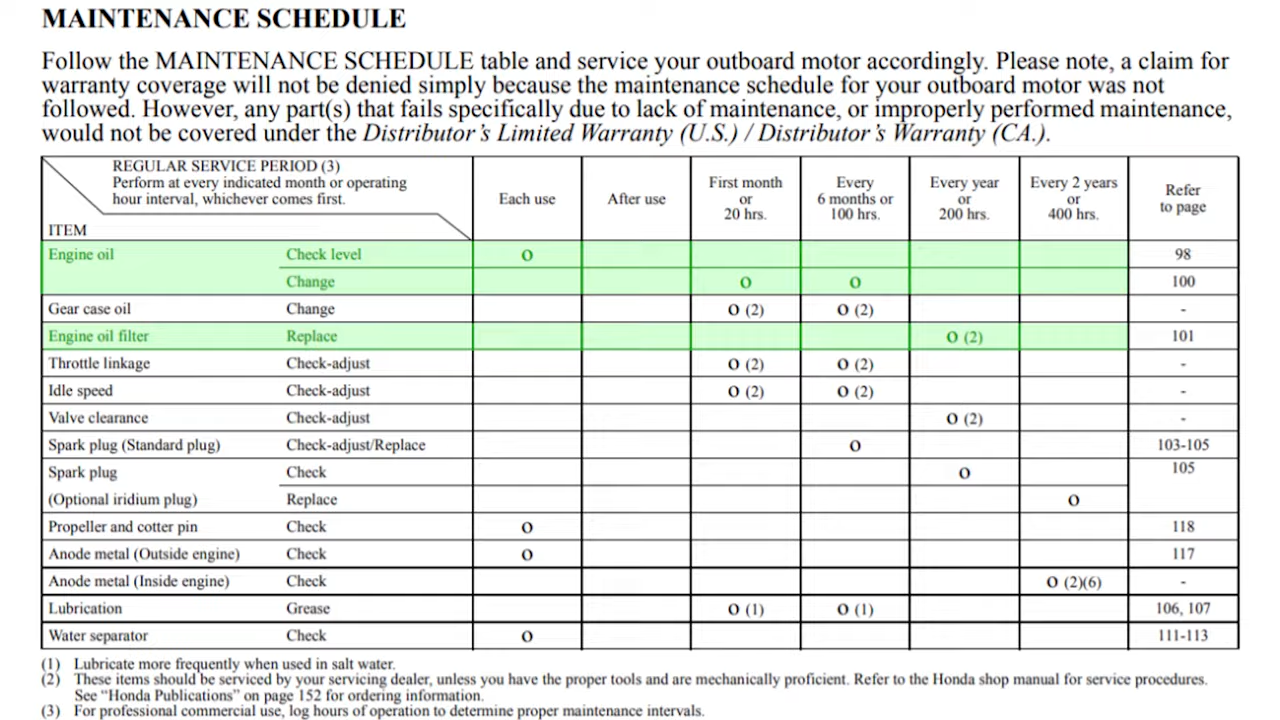 MAINTENANCE SCHEDULE
Follow the MAINTENANCE SCHEDULE table and service your outboard motor accordingly. Please note, a claim for
warranty coverage will not be denied simply because the maintenance schedule for your outboard motor was not
followed. However, any part(s) that fails specifically due to lack of maintenance, or improperly performed maintenance,
would not be covered under the Distributor's Limited Warranty (U.S.) / Distributor's Warranty (CA.).
REGULAR SERVICE PERIOD (3)
Perform at every indicated month or operating
hour interval, whichever comes first.
ITEM
Each use
After use
First month
or
20 hrs.
Every
6 months or
100 hrs.
Every year
or
200 hrs.
Every 2 years
or
400 hrs.
Refer
to page
Engine oil Check level O 98
Change O O 100
Gear case oil Change O (2) O (2) -
Engine oil filter Replace O (2) 101
Throttle linkage Check-adjust O (2) O (2) -
Idle speed Check-adjust O (2) O (2) -
Valve clearance Check-adjust O (2) -
Spark plug (Standard plug) Check-adjust/Replace O 103-105
Spark plug Check O 105
(Optional iridium plug) Replace O
Propeller and cotter pin Check O 118
Anode metal (Outside engine) Check O 117
Anode metal (Inside engine) Check O (2)(6) -
Lubrication Grease O (1) O (1) 106, 107
Water separator Check O 111-113
(1) Lubricate more frequently when used in salt water.
(2) These items should be serviced by your servicing dealer, unless you have the proper tools and are mechanically proficient. Refer to the Honda shop manual for service procedures.
See “Honda Publications” on page 152 for ordering information.
(3) For professional commercial use, log hours of operation to determine proper maintenance intervals.